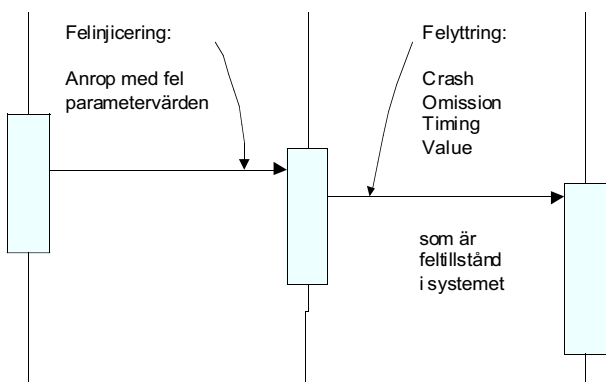 Felinjicering:
Anrop med fel
parametervärden
Felyttring:
Crash
Omission
Timing
Value
som är
feltillstånd
i systemet